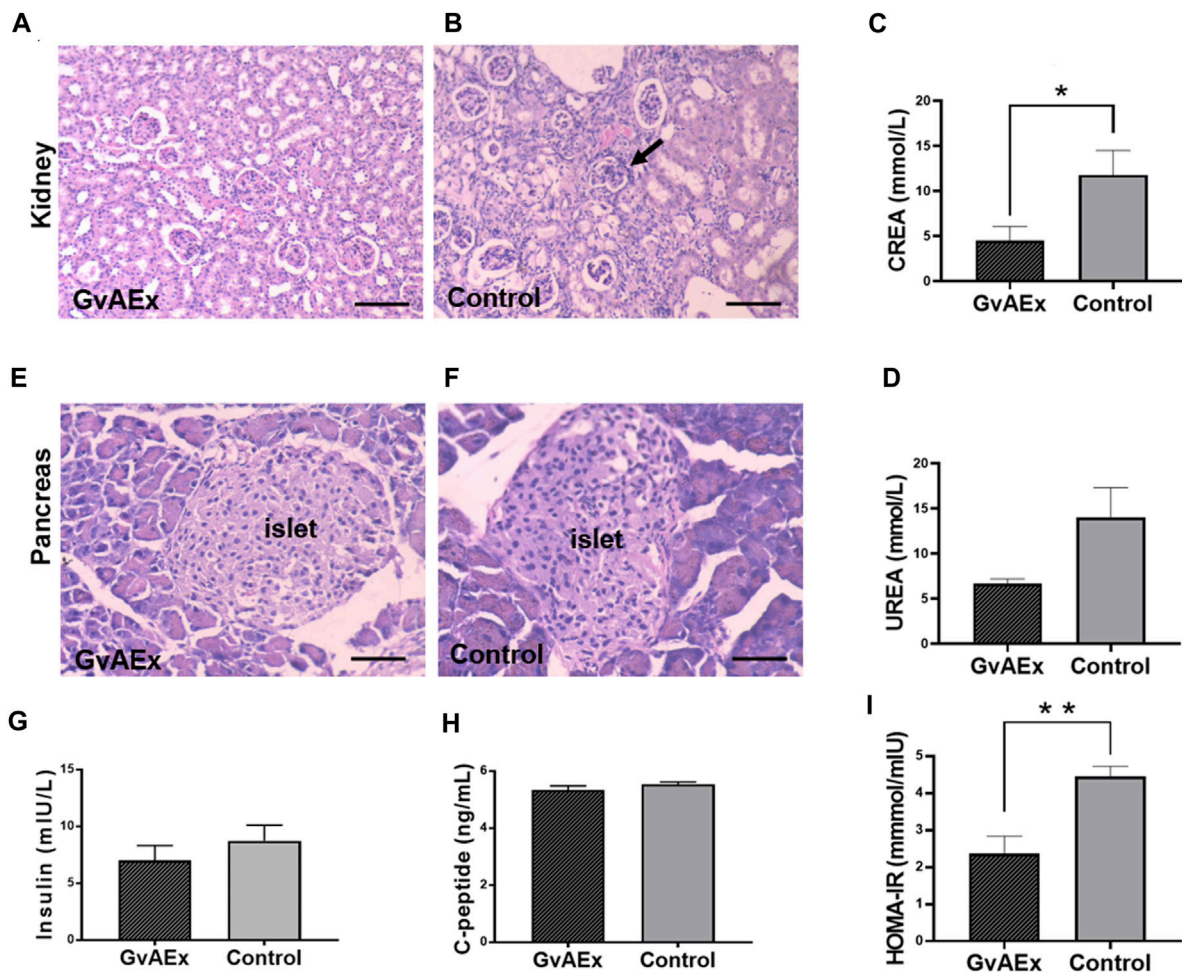 A
B
C
Kidney
GvAEx
Control
CREA (mmol/L)
20
15
10
5
0
*
GvAEx
Control
E
F
D
Pancreas
islet
GvAEx
islet
Control
UREA (mmol/L)
20
15
10
5
0
GvAEx
Control
G
H
I
Insulin (mIU/L)
15
10
5
0
GvAEx
Control
C-peptide (ng/mL)
6
4
2
0
GvAEx
Control
HOMA-IR (mmmol/mIU)
5
4
3
2
1
0
**
GvAEx
Control